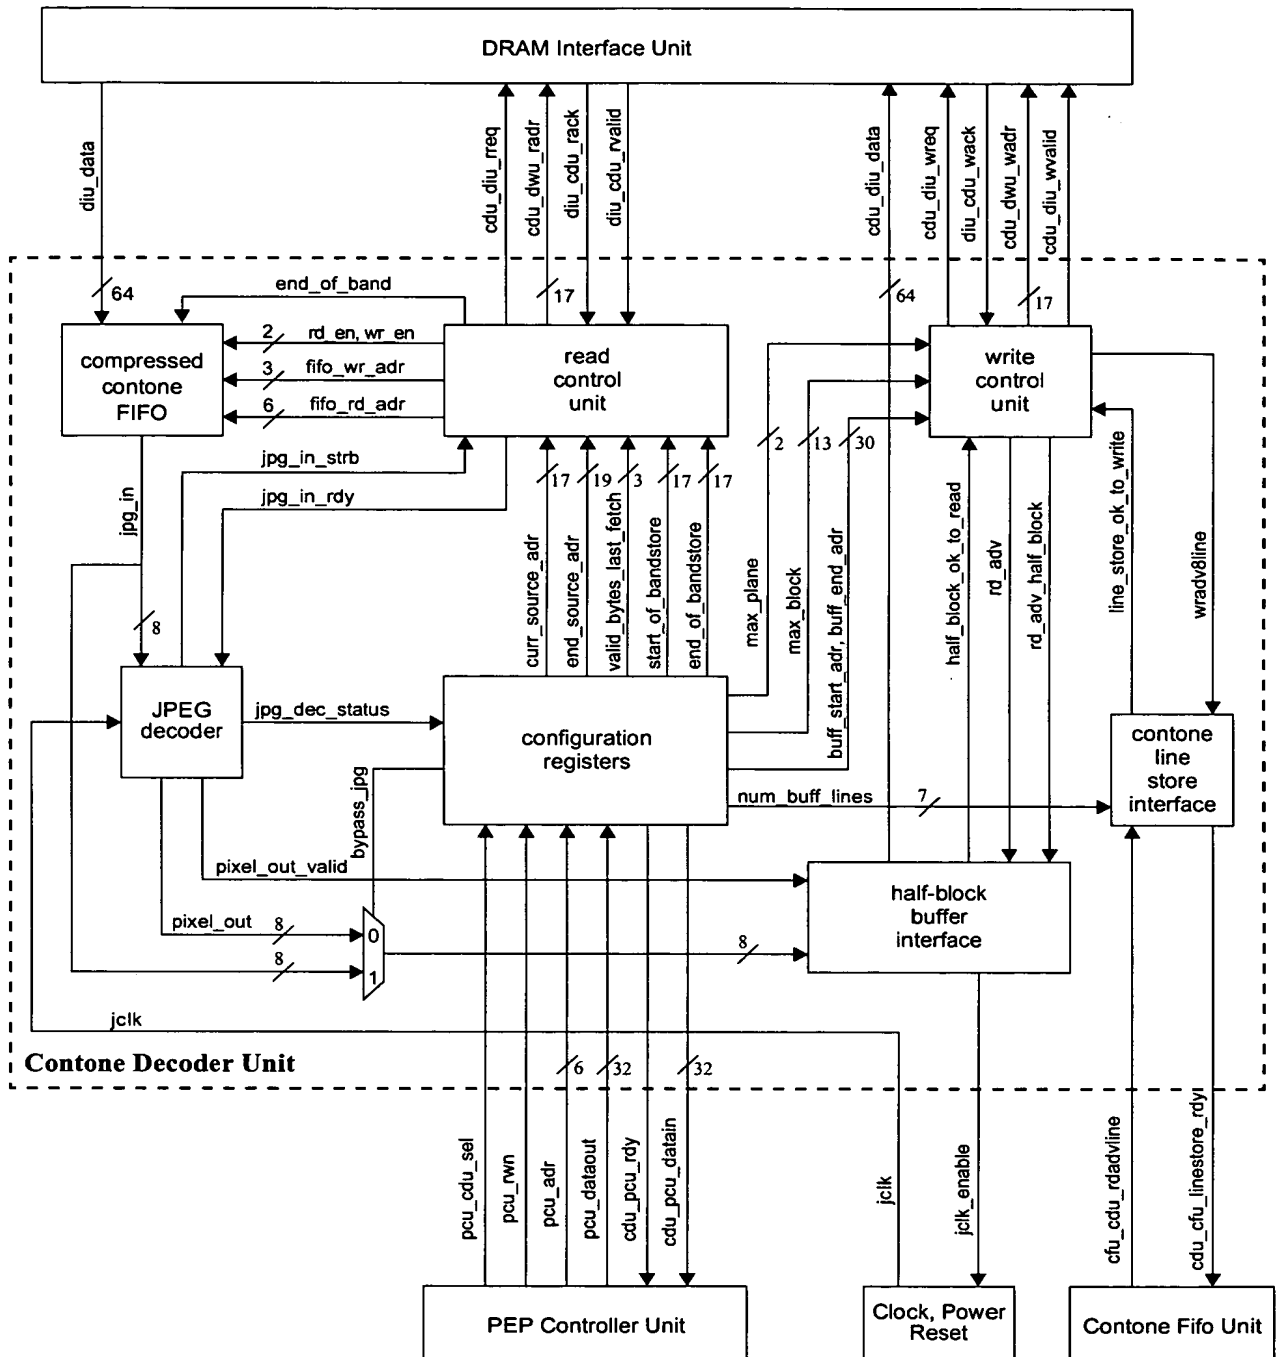 DRAM Interface Unit
diu_data
cdu_diu_rreq
cdu_dwu_radr
diu_cdu_rack
diu_cdu_rvalid
cdu_diu_data
cdu_diu_wreq
diu_cdu_wack
cdu_dwu_wadr
cdu_diu_wvalid
64
end_of_band
17
64
17
compressed
contone
FIFO
2
rd_en, wr_en
3
fifo_wr_adr
6
fifo_rd_adr
read
control
unit
write
control
unit
2
13
30
jpg_in_strb
jpg_in_rdy
jpg_in
8
17
19
3
17
17
curr_source_adr
end_source_adr
valid_bytes_last_fetch
start_of_bandstore
end_of_bandstore
max_plane
max_block
buff_start_adr, buff_end_adr
half_block_ok_to_read
rd_adv
rd_adv_half_block
line_store_ok_to_write
wradv8line
JPEG
decoder
jpg_dec_status
configuration
registers
contone
line
store
interface
bypass_jpg
num_buff_lines
7
pixel_out_valid
pixel_out
8
0
8
1
8
half-block
buffer
interface
jclk
Contone Decoder Unit
6
32
32
pcu_cdu_sel
pcu_rwn
pcu_adr
pcu_dataout
cdu_pcu_rdy
cdu_pcu_datain
jclk
jclk_enable
cfu_cdu_rdadvline
cdu_cfu_linestore_rdy
PEP Controller Unit
Clock, Power
Reset
Contone Fifo Unit